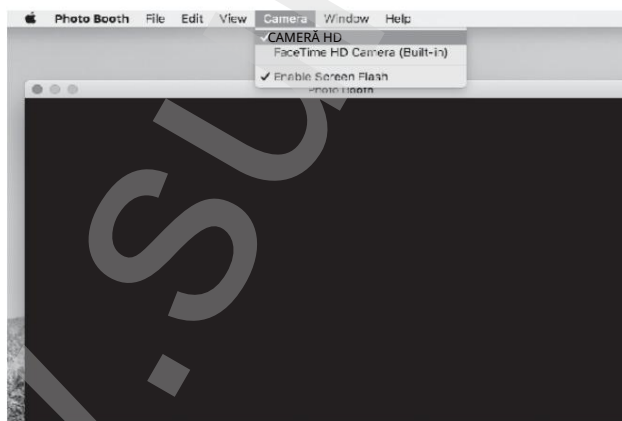 Photo Booth File Edit View Camera Window Help
✓CAMERĂ HD
FaceTime HD Camera (Built-in)
✓ Enable Screen Flash
Photo Booth